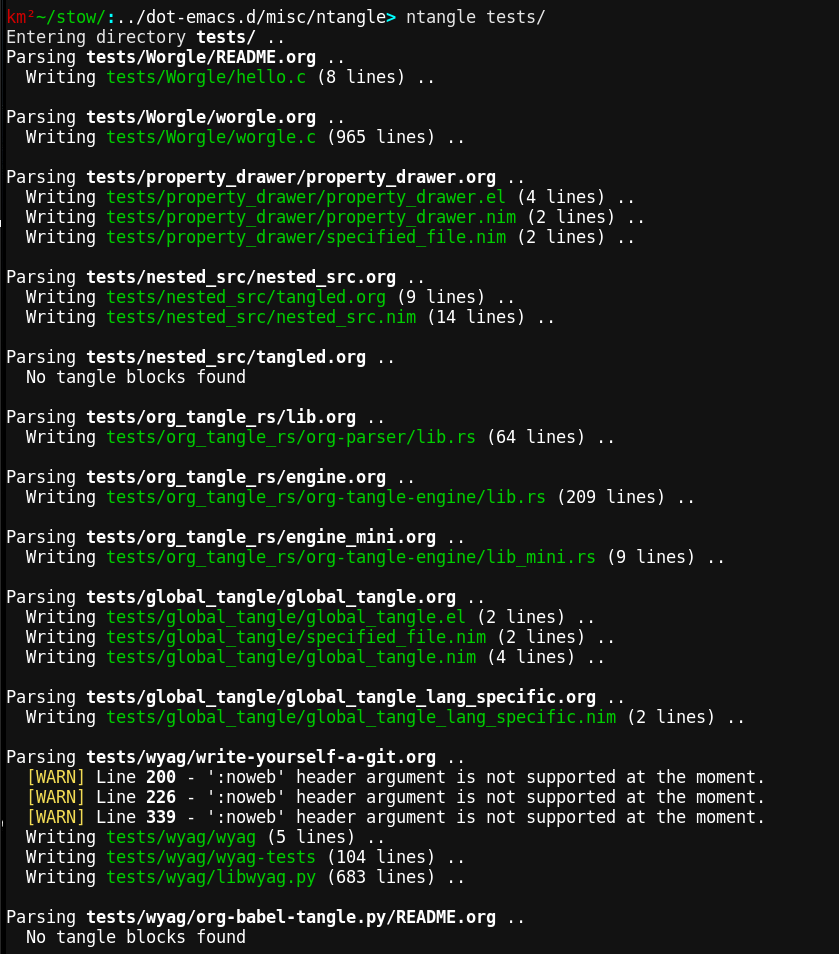 km²~/stow/:../dot-emacs.d/misc/ntangle> ntangle tests/
Entering directory tests/ ..
Parsing tests/Worgle/README.org ..
  Writing tests/Worgle/hello.c (8 lines) ..

Parsing tests/Worgle/worgle.org ..
  Writing tests/Worgle/worgle.c (965 lines) ..

Parsing tests/property_drawer/property_drawer.org ..
  Writing tests/property_drawer/property_drawer.el (4 lines) ..
  Writing tests/property_drawer/property_drawer.nim (2 lines) ..
  Writing tests/property_drawer/specified_file.nim (2 lines) ..

Parsing tests/nested_src/nested_src.org ..
  Writing tests/nested_src/tangled.org (9 lines) ..
  Writing tests/nested_src/nested_src.nim (14 lines) ..

Parsing tests/nested_src/tangled.org ..
  No tangle blocks found

Parsing tests/org_tangle_rs/lib.org ..
  Writing tests/org_tangle_rs/org-parser/lib.rs (64 lines) ..

Parsing tests/org_tangle_rs/engine.org ..
  Writing tests/org_tangle_rs/org-tangle-engine/lib.rs (209 lines) ..

Parsing tests/org_tangle_rs/engine_mini.org ..
  Writing tests/org_tangle_rs/org-tangle-engine/lib_mini.rs (9 lines) ..

Parsing tests/global_tangle/global_tangle.org ..
  Writing tests/global_tangle/global_tangle.el (2 lines) ..
  Writing tests/global_tangle/specified_file.nim (2 lines) ..
  Writing tests/global_tangle/global_tangle.nim (4 lines) ..

Parsing tests/global_tangle/global_tangle_lang_specific.org ..
  Writing tests/global_tangle/global_tangle_lang_specific.nim (2 lines) ..

Parsing tests/wyag/write-yourself-a-git.org ..
  [WARN] Line 200 - ':noweb' header argument is not supported at the moment.
  [WARN] Line 226 - ':noweb' header argument is not supported at the moment.
  [WARN] Line 339 - ':noweb' header argument is not supported at the moment.
  Writing tests/wyag/wyag (5 lines) ..
  Writing tests/wyag/wyag-tests (104 lines) ..
  Writing tests/wyag/libwyag.py (683 lines) ..

Parsing tests/wyag/org-babel-tangle.py/README.org ..
  No tangle blocks found